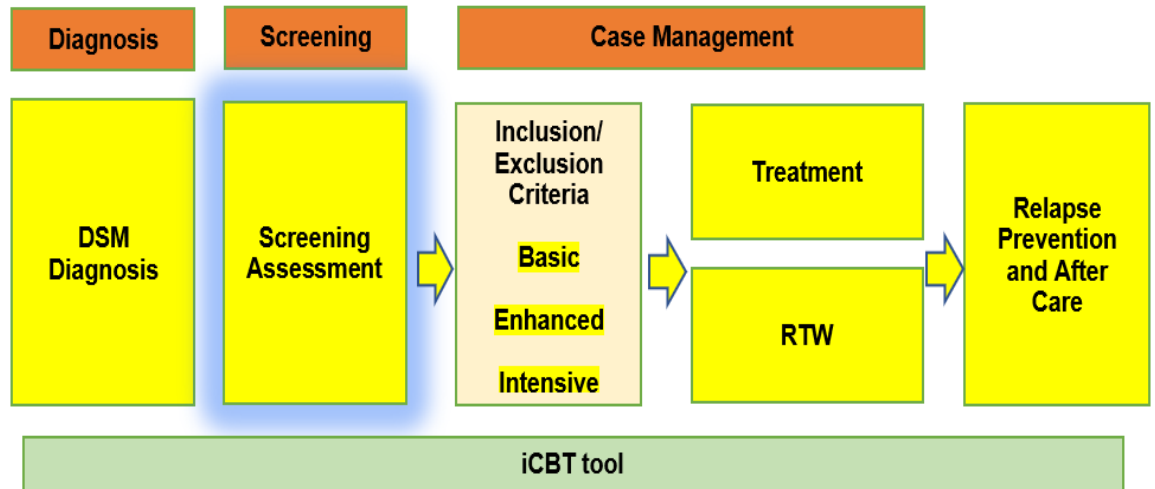 Diagnosis
Screening
Case Management
DSM
Diagnosis
Screening
Assessment
Inclusion/
Exclusion
Criteria
Basic
Enhanced
Intensive
Treatment
RTW
Relapse
Prevention
and After
Care
iCBT tool